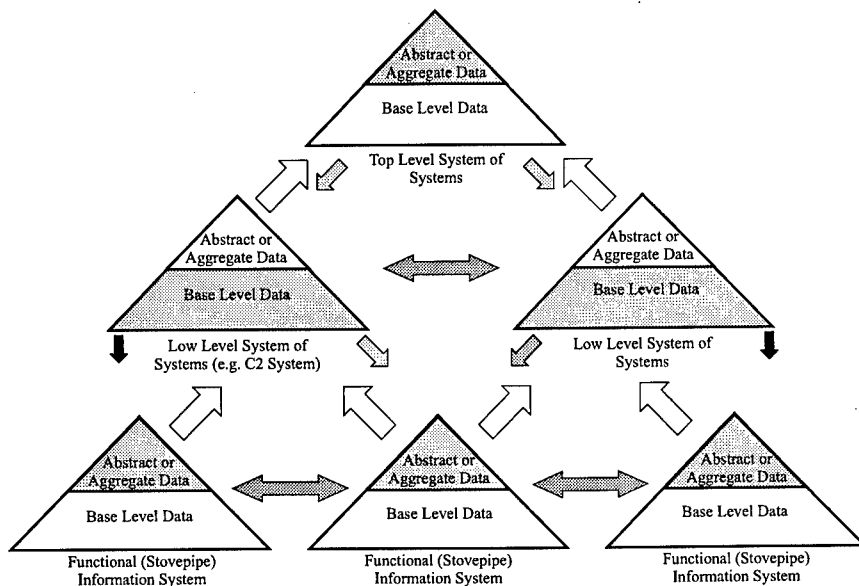 Abstract or
Aggregate Data
Base Level Data
Top Level System of
Systems
Abstract or
Aggregate Data
Base Level Data
Low Level System of
Systems (e.g. C2 System)
Abstract or
Aggregate Data
Base Level Data
Low Level System of
Systems
Abstract or
Aggregate Data
Base Level Data
Functional (Stovepipe)
Information System
Abstract or
Aggregate Data
Base Level Data
Functional (Stovepipe)
Information System
Abstract or
Aggregate Data
Base Level Data
Functional (Stovepipe)
Information System